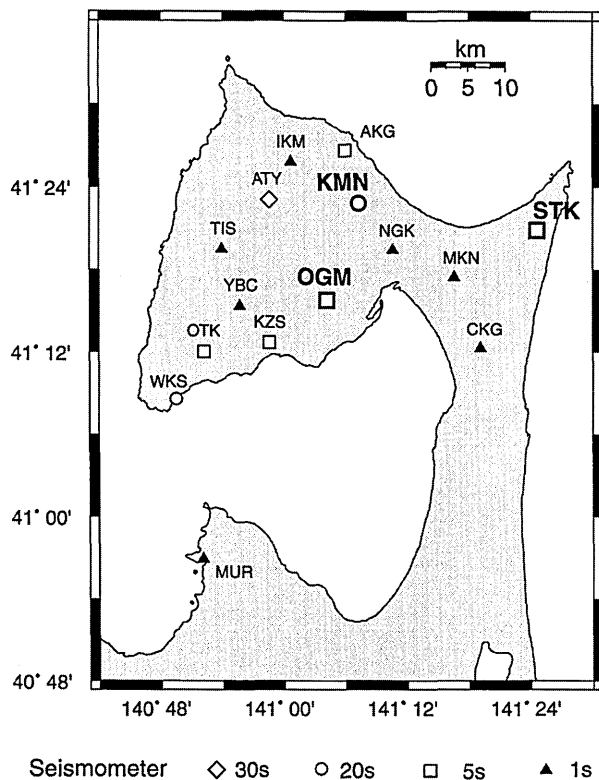 km
0 5 10
AKG
IKM
ATY
KMN
41° 24'
STK
TIS
NGK
MKN
YBC
OGM
OTK
KZS
CKG
41° 12'
WKS
41° 00'
MUR
40° 48'
140° 48' 141° 00' 141° 12' 141° 24'
Seismometer 30s 20s 5s 1s